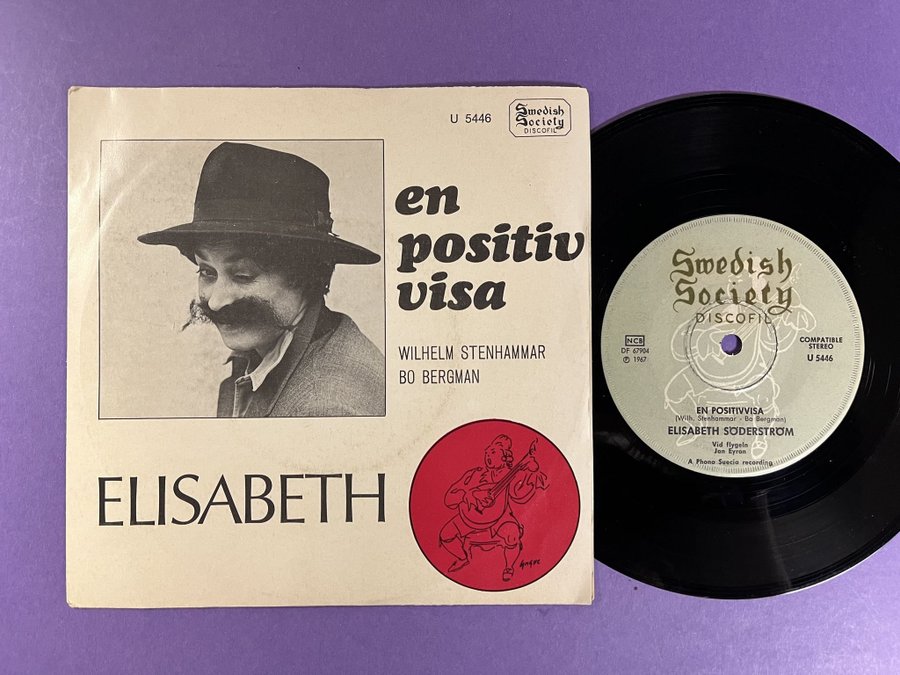 U 5446
Swedish
Society
DISCOFIL
en
positiv
visa
WILHELM STENHAMMAR
BO BERGMAN
ELISABETH
Swedish
Society
DISCOFIL
NCB
DF 67904
℗ 1967
COMPATIBLE
STEREO
U 5446
EN POSITIVVISA
(Wilh. Stenhammar - Bo Bergman)
ELISABETH SÖDERSTRÖM
Vid flygeln
Jan Eyron
A Phono Suecia recording